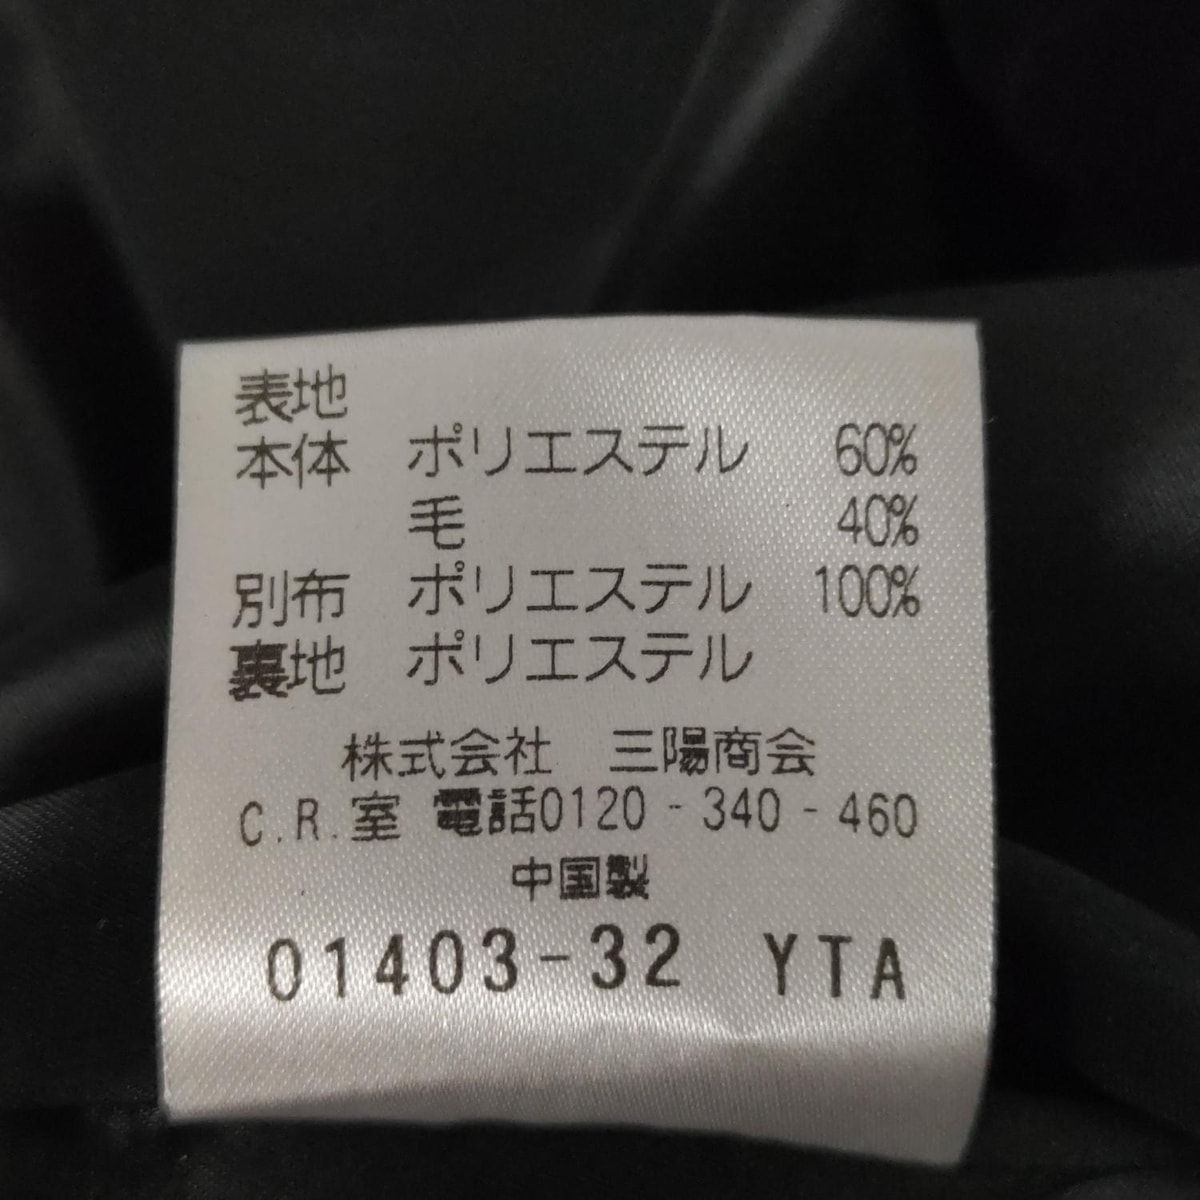 表地
本体 ポリエステル 60%
毛 40%
別布 ポリエステル 100%
裏地 ポリエステル
株式会社 三陽商会
C.R.室 電話0120-340-460
中国製
01403-32 YTA